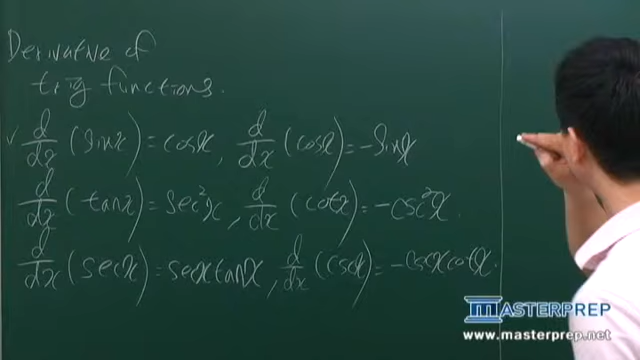 Derivative of
trig functions.
✓ d/dx (sinx) = cosx, d/dx (cosx) = -sinx
d/dx (tanx) = sec²x, d/dx (cotx) = -csc²x.
d/dx (secx) = secxtanx, d/dx (cscx) = -cscxcotx.
MASTERPREP
www.masterprep.net